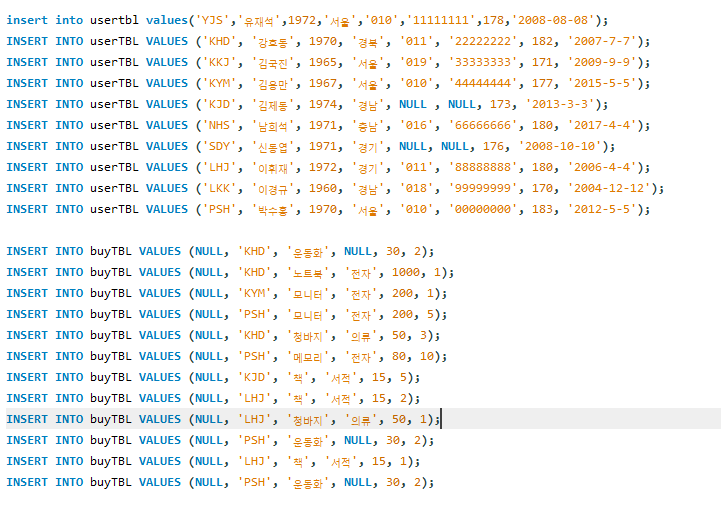 insert into usertbl values('YJS','유재석',1972,'서울','010','11111111',178,'2008-08-08');
INSERT INTO userTBL VALUES ('KHD', '강호동', 1970, '경북', '011', '22222222', 182, '2007-7-7');
INSERT INTO userTBL VALUES ('KKJ', '김국진', 1965, '서울', '019', '33333333', 171, '2009-9-9');
INSERT INTO userTBL VALUES ('KYM', '김용만', 1967, '서울', '010', '44444444', 177, '2015-5-5');
INSERT INTO userTBL VALUES ('KJD', '김제동', 1974, '경남', NULL , NULL, 173, '2013-3-3');
INSERT INTO userTBL VALUES ('NHS', '남희석', 1971, '충남', '016', '66666666', 180, '2017-4-4');
INSERT INTO userTBL VALUES ('SDY', '신동엽', 1971, '경기', NULL, NULL, 176, '2008-10-10');
INSERT INTO userTBL VALUES ('LHJ', '이휘재', 1972, '경기', '011', '88888888', 180, '2006-4-4');
INSERT INTO userTBL VALUES ('LKK', '이경규', 1960, '경남', '018', '99999999', 170, '2004-12-12');
INSERT INTO userTBL VALUES ('PSH', '박수홍', 1970, '서울', '010', '00000000', 183, '2012-5-5');
INSERT INTO buyTBL VALUES (NULL, 'KHD', '운동화', NULL, 30, 2);
INSERT INTO buyTBL VALUES (NULL, 'KHD', '노트북', '전자', 1000, 1);
INSERT INTO buyTBL VALUES (NULL, 'KYM', '모니터', '전자', 200, 1);
INSERT INTO buyTBL VALUES (NULL, 'PSH', '모니터', '전자', 200, 5);
INSERT INTO buyTBL VALUES (NULL, 'KHD', '청바지', '의류', 50, 3);
INSERT INTO buyTBL VALUES (NULL, 'PSH', '메모리', '전자', 80, 10);
INSERT INTO buyTBL VALUES (NULL, 'KJD', '책', '서적', 15, 5);
INSERT INTO buyTBL VALUES (NULL, 'LHJ', '책', '서적', 15, 2);
INSERT INTO buyTBL VALUES (NULL, 'LHJ', '청바지', '의류', 50, 1);
INSERT INTO buyTBL VALUES (NULL, 'PSH', '운동화', NULL, 30, 2);
INSERT INTO buyTBL VALUES (NULL, 'LHJ', '책', '서적', 15, 1);
INSERT INTO buyTBL VALUES (NULL, 'PSH', '운동화', NULL, 30, 2);